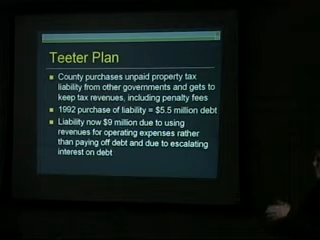 Teeter Plan
County purchases unpaid property tax
liability from other governments and gets to
keep tax revenues, including penalty fees
1992 purchase of liability = $5.5 million debt
Liability now $9 million due to using
revenues for operating expenses rather
than paying off debt and due to escalating
interest on debt